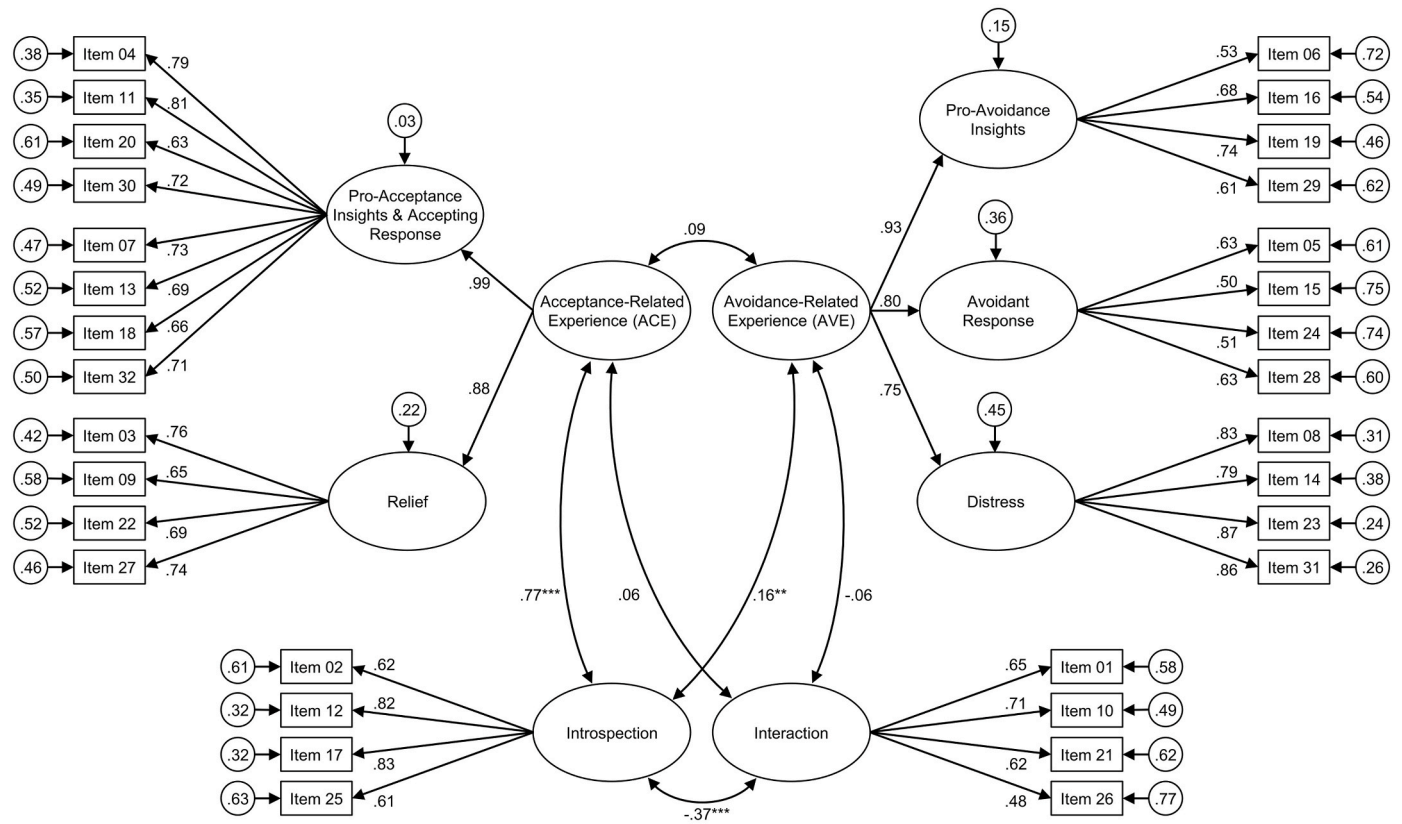 .38
Item 04
.79
.35
Item 11
.81
.61
Item 20
.63
.49
Item 30
.72
.47
Item 07
.73
.52
Item 13
.69
.57
Item 18
.66
.50
Item 32
.71
.03
Pro-Acceptance
Insights & Accepting
Response
.99
.42
Item 03
.76
.58
Item 09
.65
.52
Item 22
.69
.46
Item 27
.74
.22
Relief
.88
Acceptance-Related
Experience (ACE)
.09
Avoidance-Related
Experience (AVE)
.15
Pro-Avoidance
Insights
.93
.53
Item 06
.72
.68
Item 16
.54
.74
Item 19
.46
.61
Item 29
.62
.36
Avoidant
Response
.80
.63
Item 05
.61
.50
Item 15
.75
.51
Item 24
.74
.63
Item 28
.60
.45
Distress
.75
.83
Item 08
.31
.79
Item 14
.38
.87
Item 23
.24
.86
Item 31
.26
.77***
.06
.16**
-.06
.61
Item 02
.62
.32
Item 12
.82
.32
Item 17
.83
.63
Item 25
.61
Introspection
Interaction
-.37***
.65
Item 01
.58
.71
Item 10
.49
.62
Item 21
.62
.48
Item 26
.77